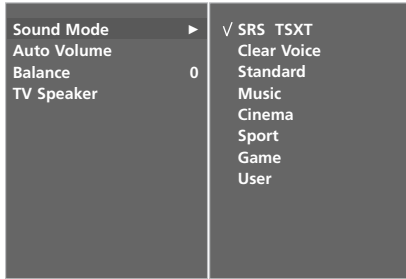 Sound Mode ►
Auto Volume
Balance 0
TV Speaker
√ SRS TSXT
Clear Voice
Standard
Music
Cinema
Sport
Game
User